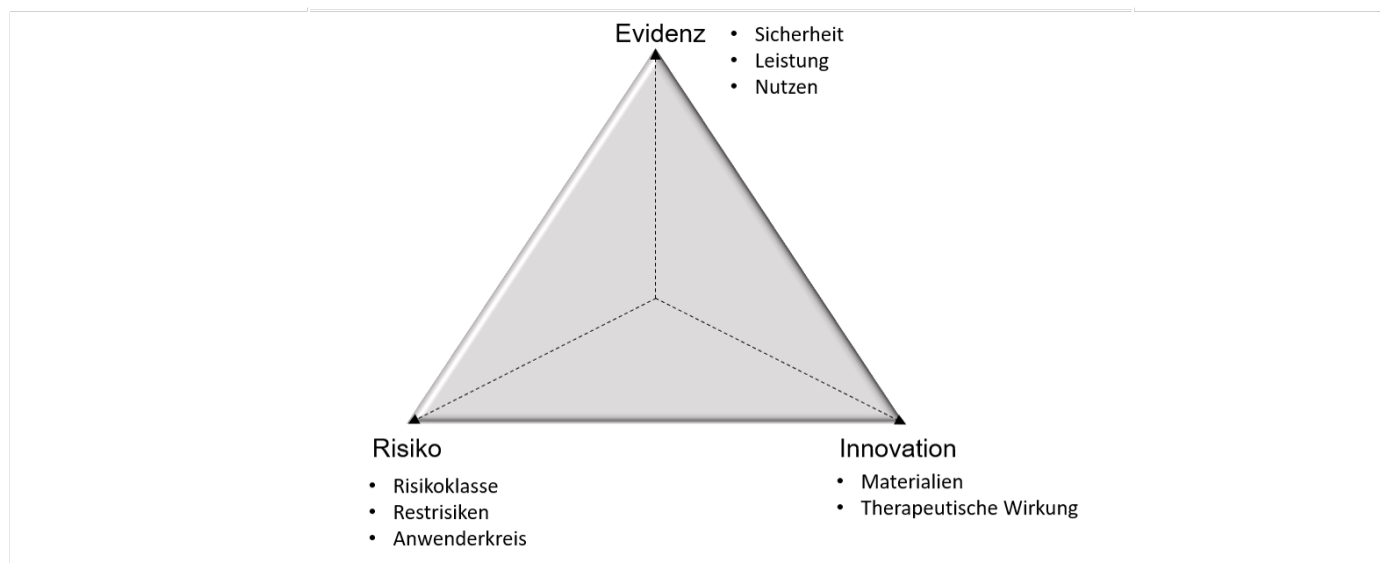 Evidenz
• Sicherheit
• Leistung
• Nutzen
Risiko
• Risikoklasse
• Restrisiken
• Anwenderkreis
Innovation
• Materialien
• Therapeutische Wirkung